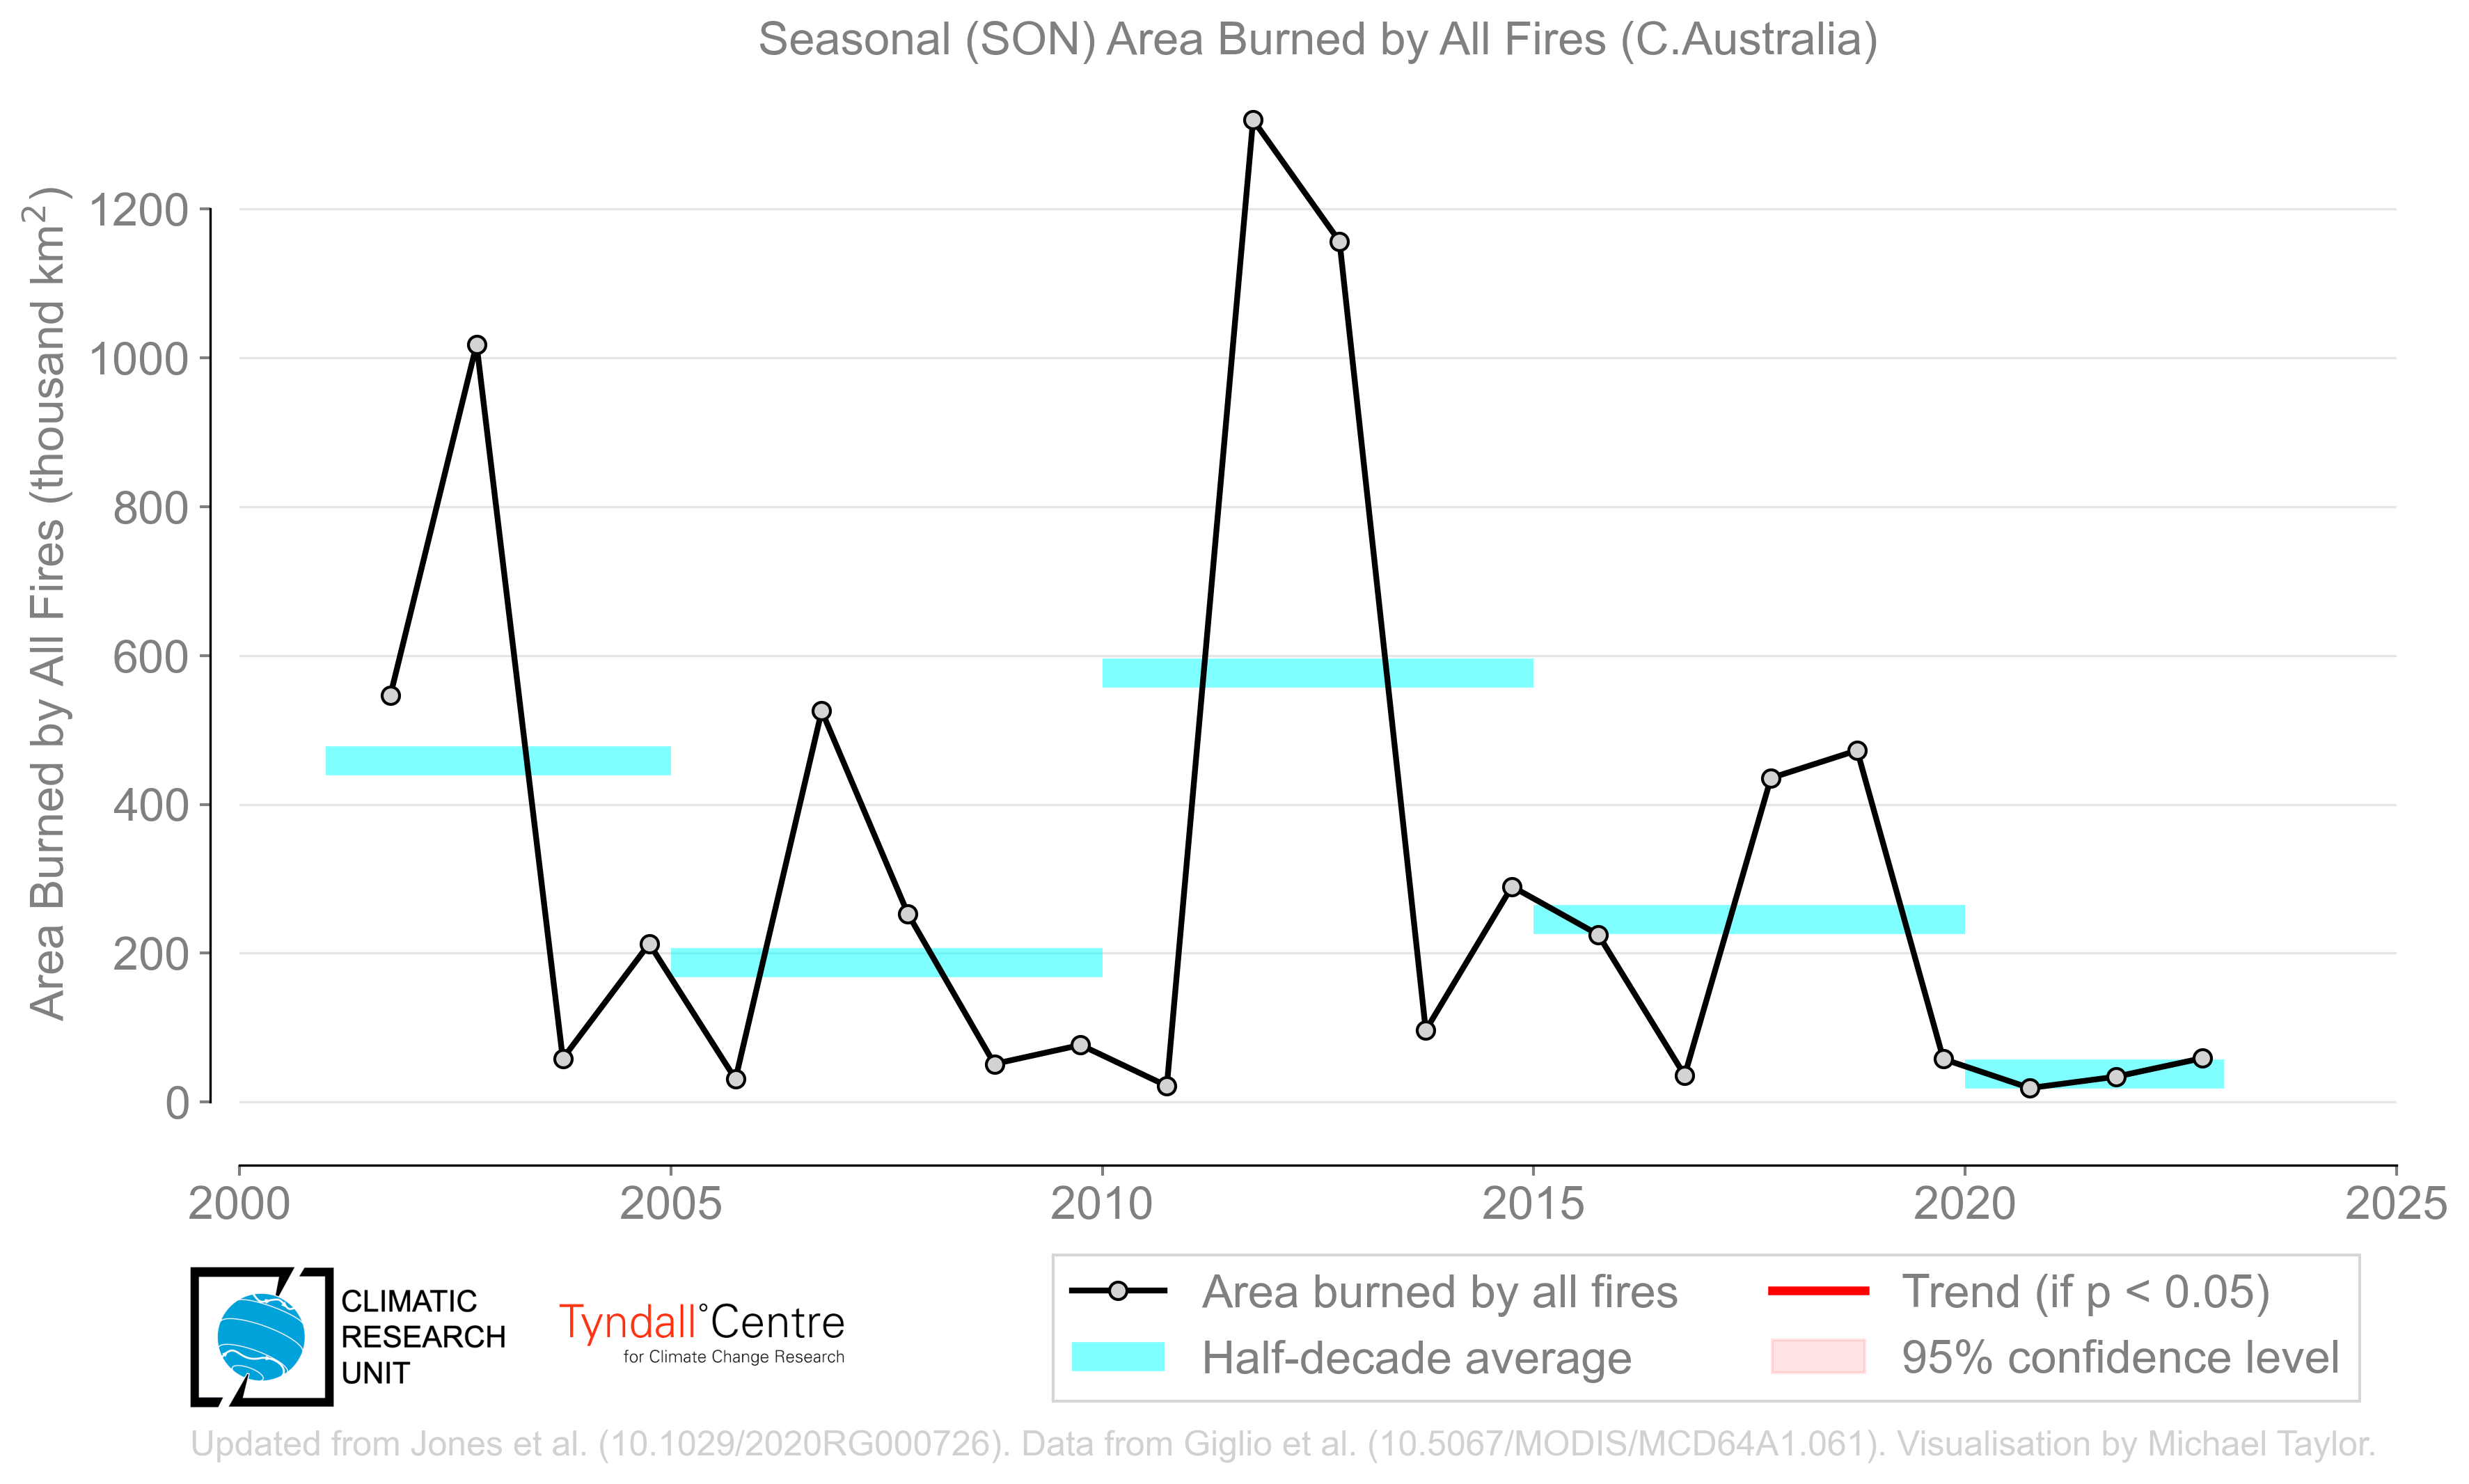 Seasonal (SON) Area Burned by All Fires (C.Australia)
Area Burned by All Fires (thousand km²)
1200
1000
800
600
400
200
0
2000 2005 2010 2015 2020 2025
CLIMATIC
RESEARCH
UNIT
Tyndall°Centre
for Climate Change Research
Area burned by all fires
Half-decade average
Trend (if p < 0.05)
95% confidence level
Updated from Jones et al. (10.1029/2020RG000726). Data from Giglio et al. (10.5067/MODIS/MCD64A1.061). Visualisation by Michael Taylor.